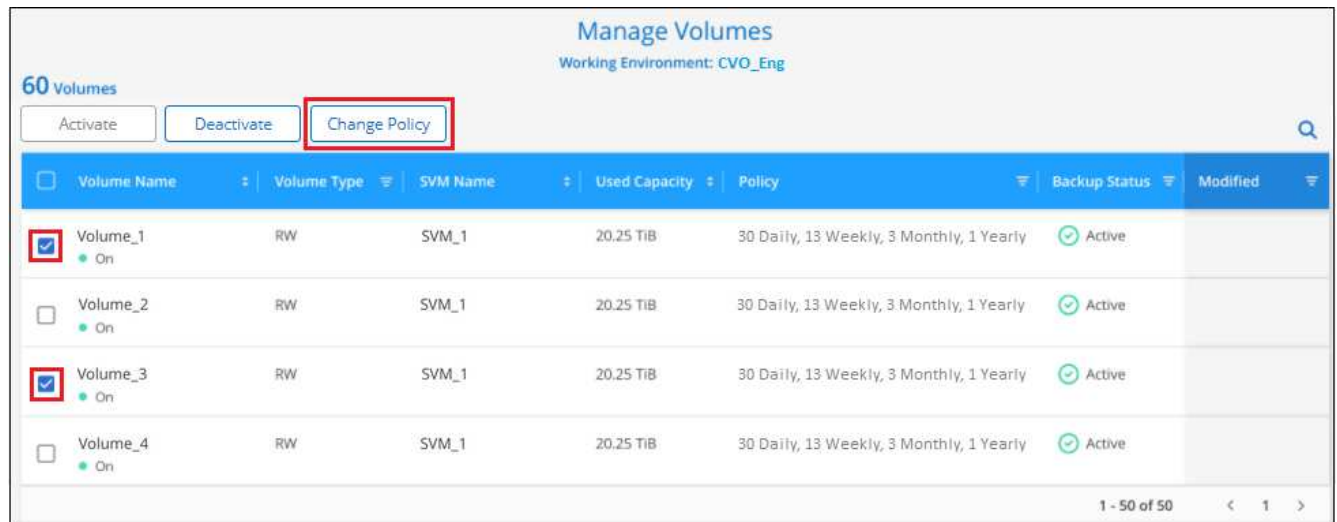 Manage Volumes
Working Environment: CVO_Eng
60 Volumes
Activate Deactivate Change Policy
Volume Name Volume Type SVM Name Used Capacity Policy Backup Status Modified
Volume_1 RW SVM_1 20.25 TiB 30 Daily, 13 Weekly, 3 Monthly, 1 Yearly Active
On
Volume_2 RW SVM_1 20.25 TiB 30 Daily, 13 Weekly, 3 Monthly, 1 Yearly Active
On
Volume_3 RW SVM_1 20.25 TiB 30 Daily, 13 Weekly, 3 Monthly, 1 Yearly Active
On
Volume_4 RW SVM_1 20.25 TiB 30 Daily, 13 Weekly, 3 Monthly, 1 Yearly Active
On
1 - 50 of 50 < 1 >